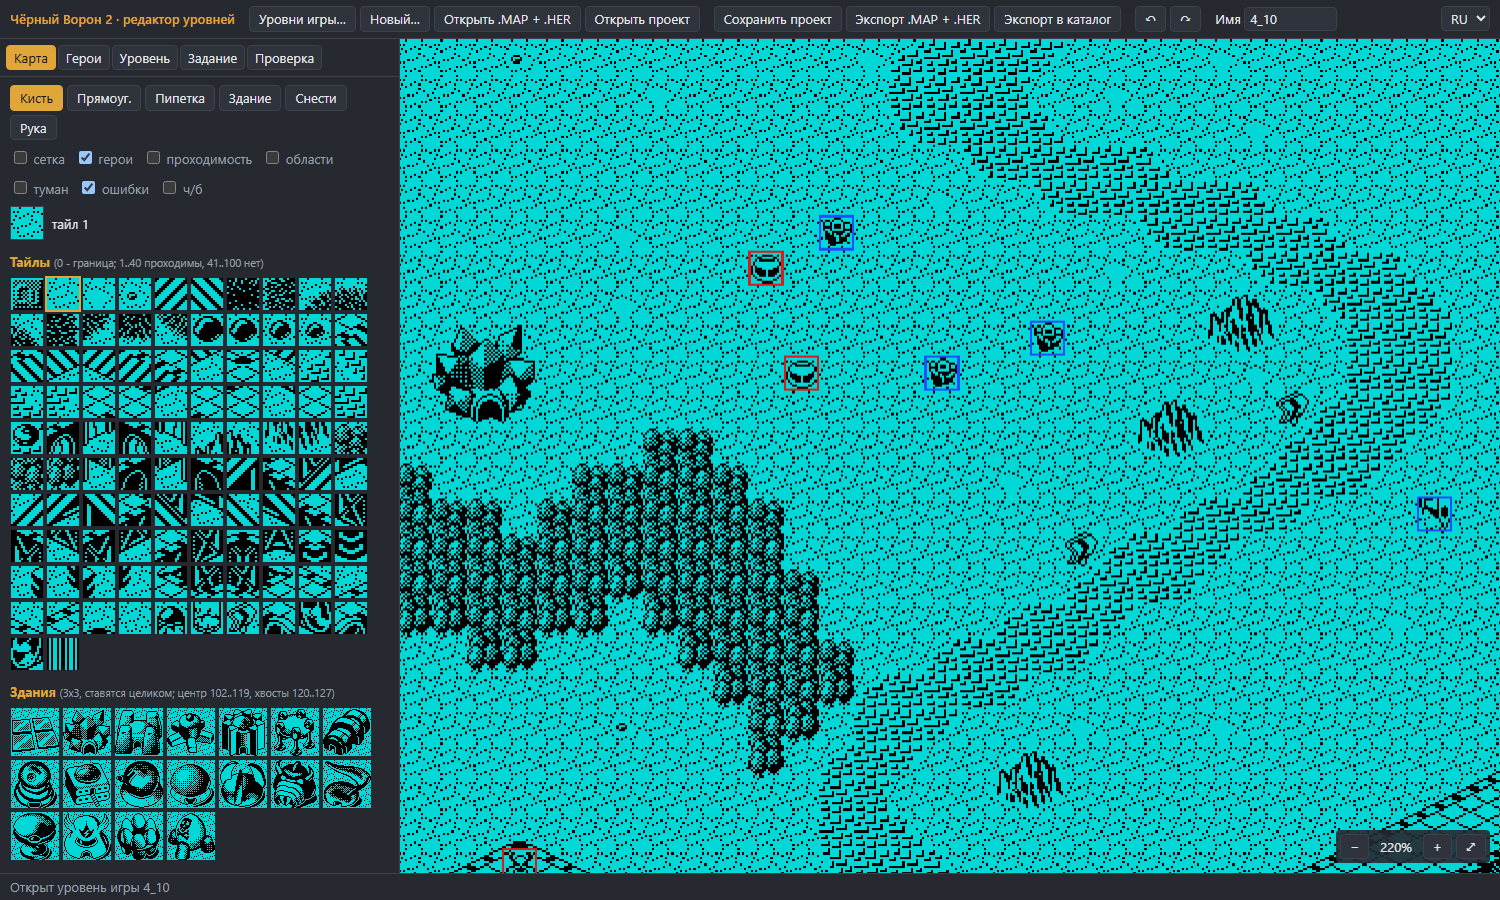 Чёрный Ворон 2 · редактор уровней
Уровни игры...
Новый...
Открыть .MAP + .HER
Открыть проект
Сохранить проект
Экспорт .MAP + .HER
Экспорт в каталог
Имя 4_10
RU
Карта Герои Уровень Задание Проверка
Кисть Прямоуг. Пипетка Здание Снести
Рука
сетка герои проходимость области
туман ошибки ч/б
тайл 1
Тайлы (0 - граница; 1..40 проходимы, 41..100 нет)
Здания (3x3, ставятся целиком; центр 102..119, хвосты 120..127)
− 220% +
Открыт уровень игры 4_10